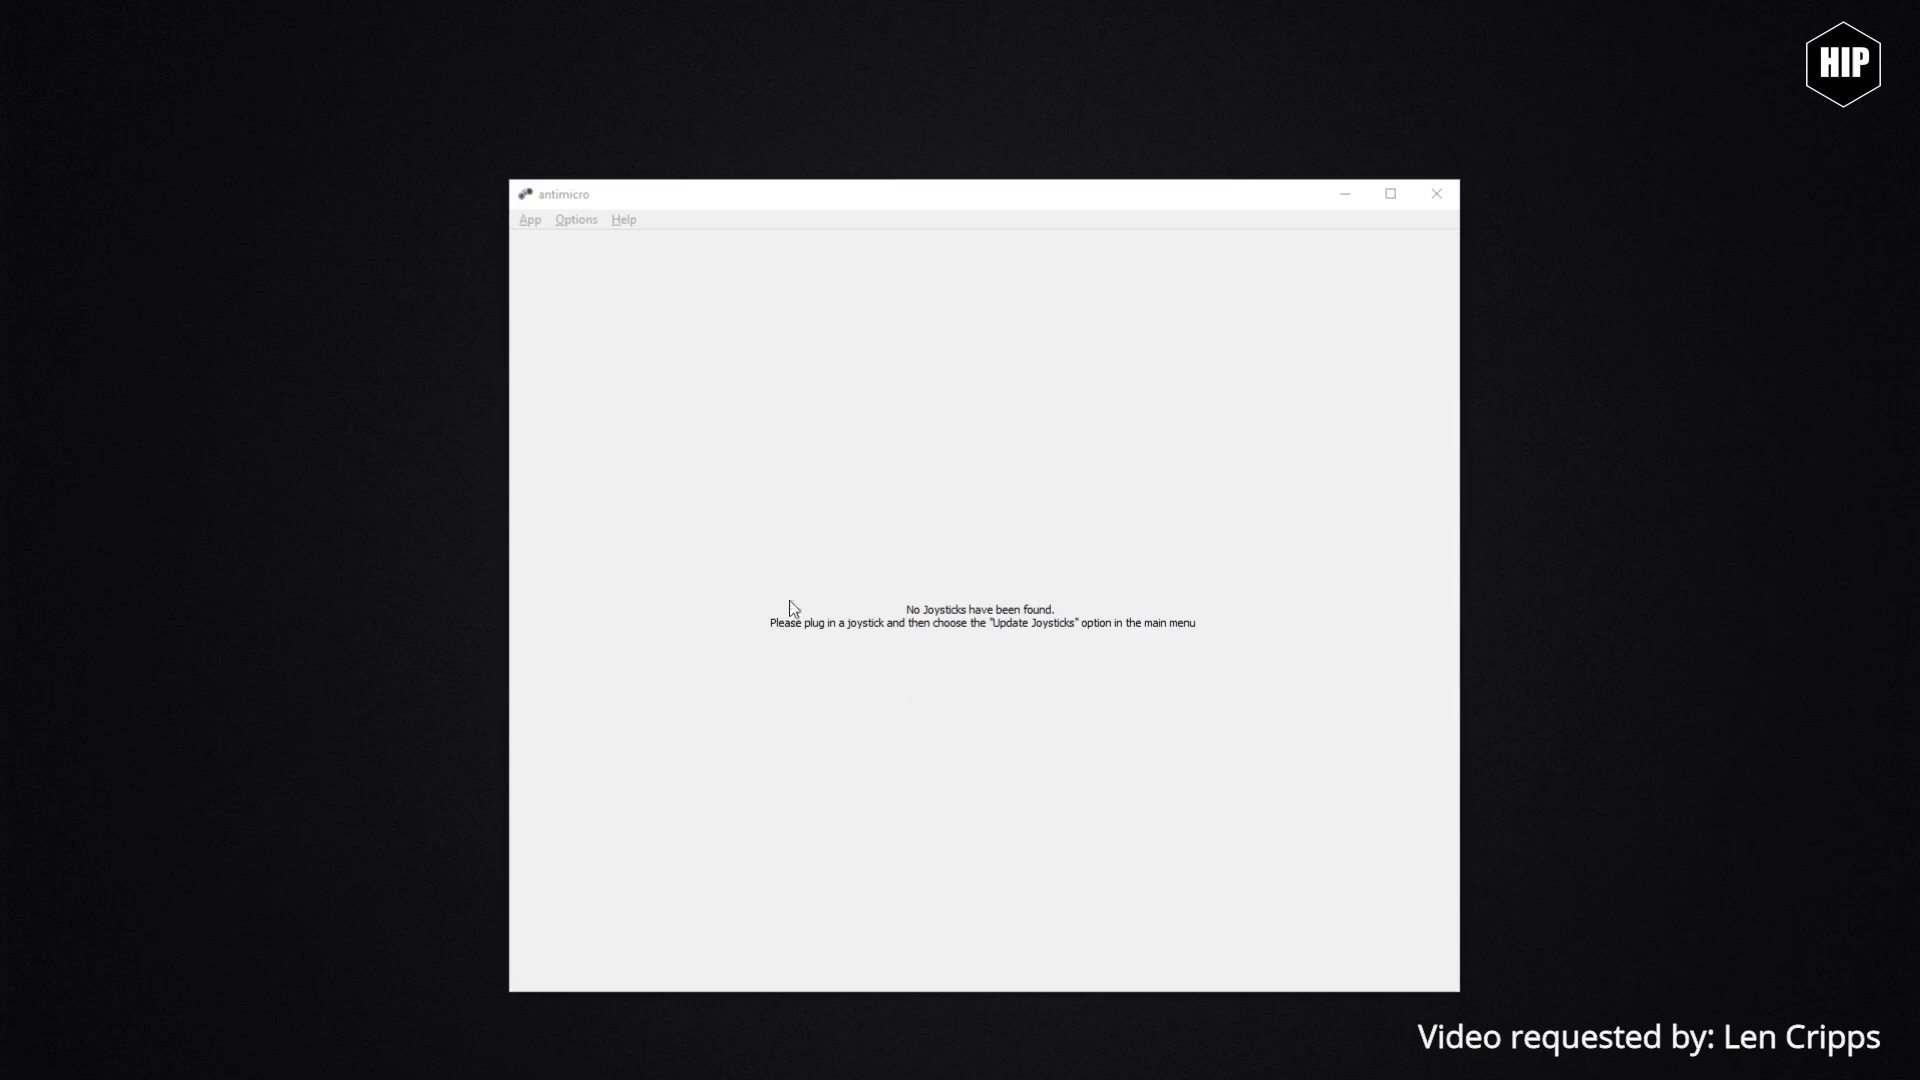 HIP
antimicro
App Options Help
No Joysticks have been found.
Please plug in a joystick and then choose the "Update Joysticks" option in the main menu
Video requested by: Len Cripps